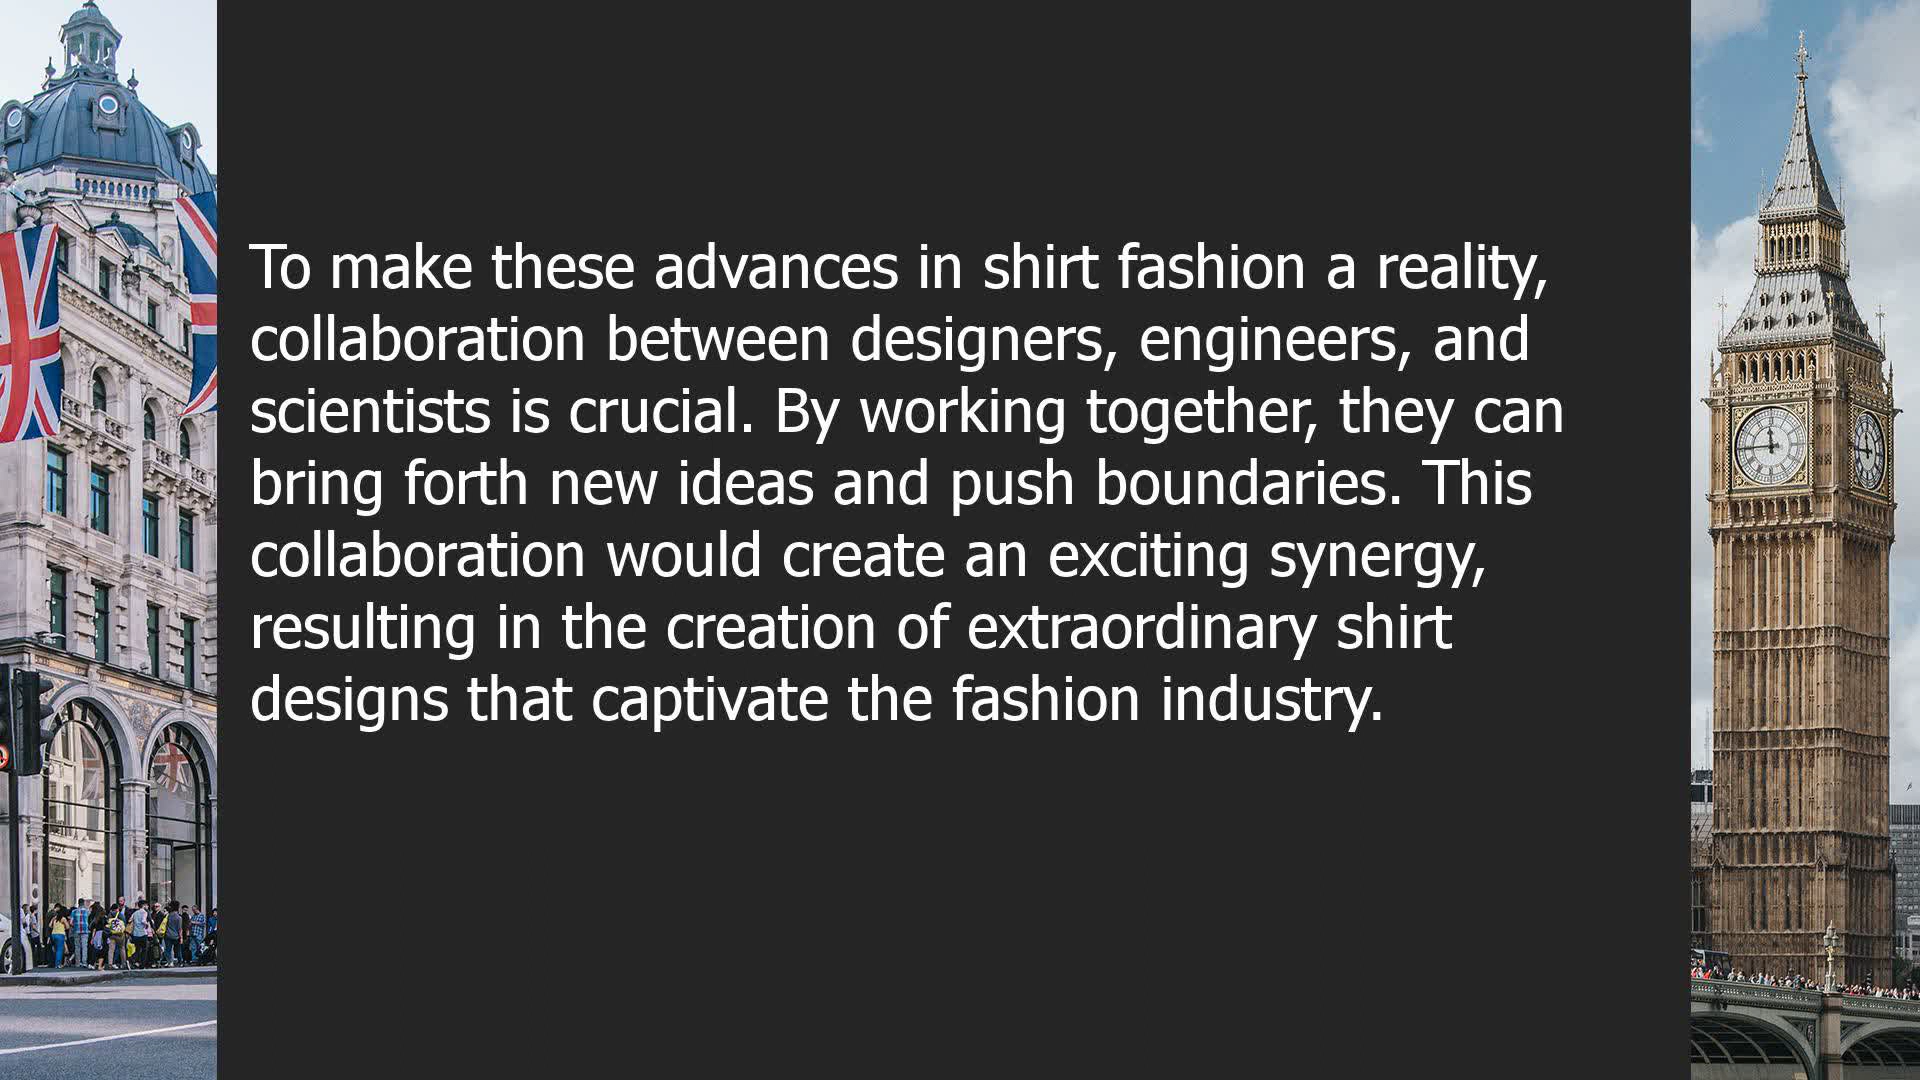 To make these advances in shirt fashion a reality,
collaboration between designers, engineers, and
scientists is crucial. By working together, they can
bring forth new ideas and push boundaries. This
collaboration would create an exciting synergy,
resulting in the creation of extraordinary shirt
designs that captivate the fashion industry.